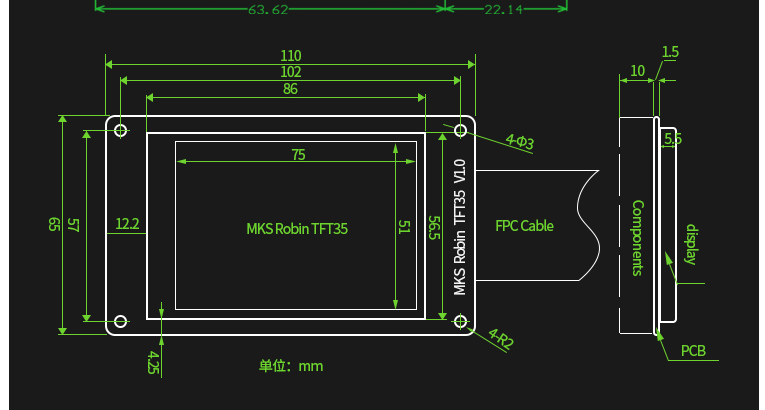 63.62
22.14
110
102
86
1.5
10
4-Φ3
5.5
75
65
57
12.2
MKS Robin TFT35
51
56.5
MKS Robin TFT35 V1.0
FPC Cable
Components
display
4-R2
PCB
4.25
单位：mm